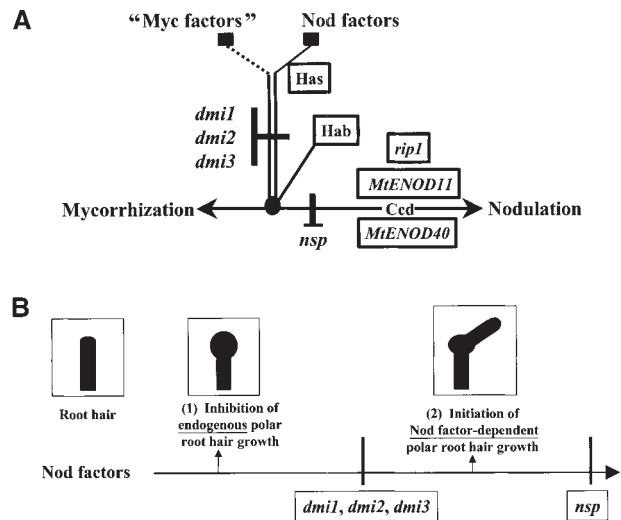 A
“Myc factors”
Nod factors
Has
dmi1
dmi2
dmi3
Hab
rip1
MtENOD11
Mycorrhization
Ccd
Nodulation
nsp
MtENOD40
B
Root hair
(1) Inhibition of
endogenous polar
root hair growth
(2) Initiation of
Nod factor-dependent
polar root hair growth
Nod factors
dmi1, dmi2, dmi3
nsp